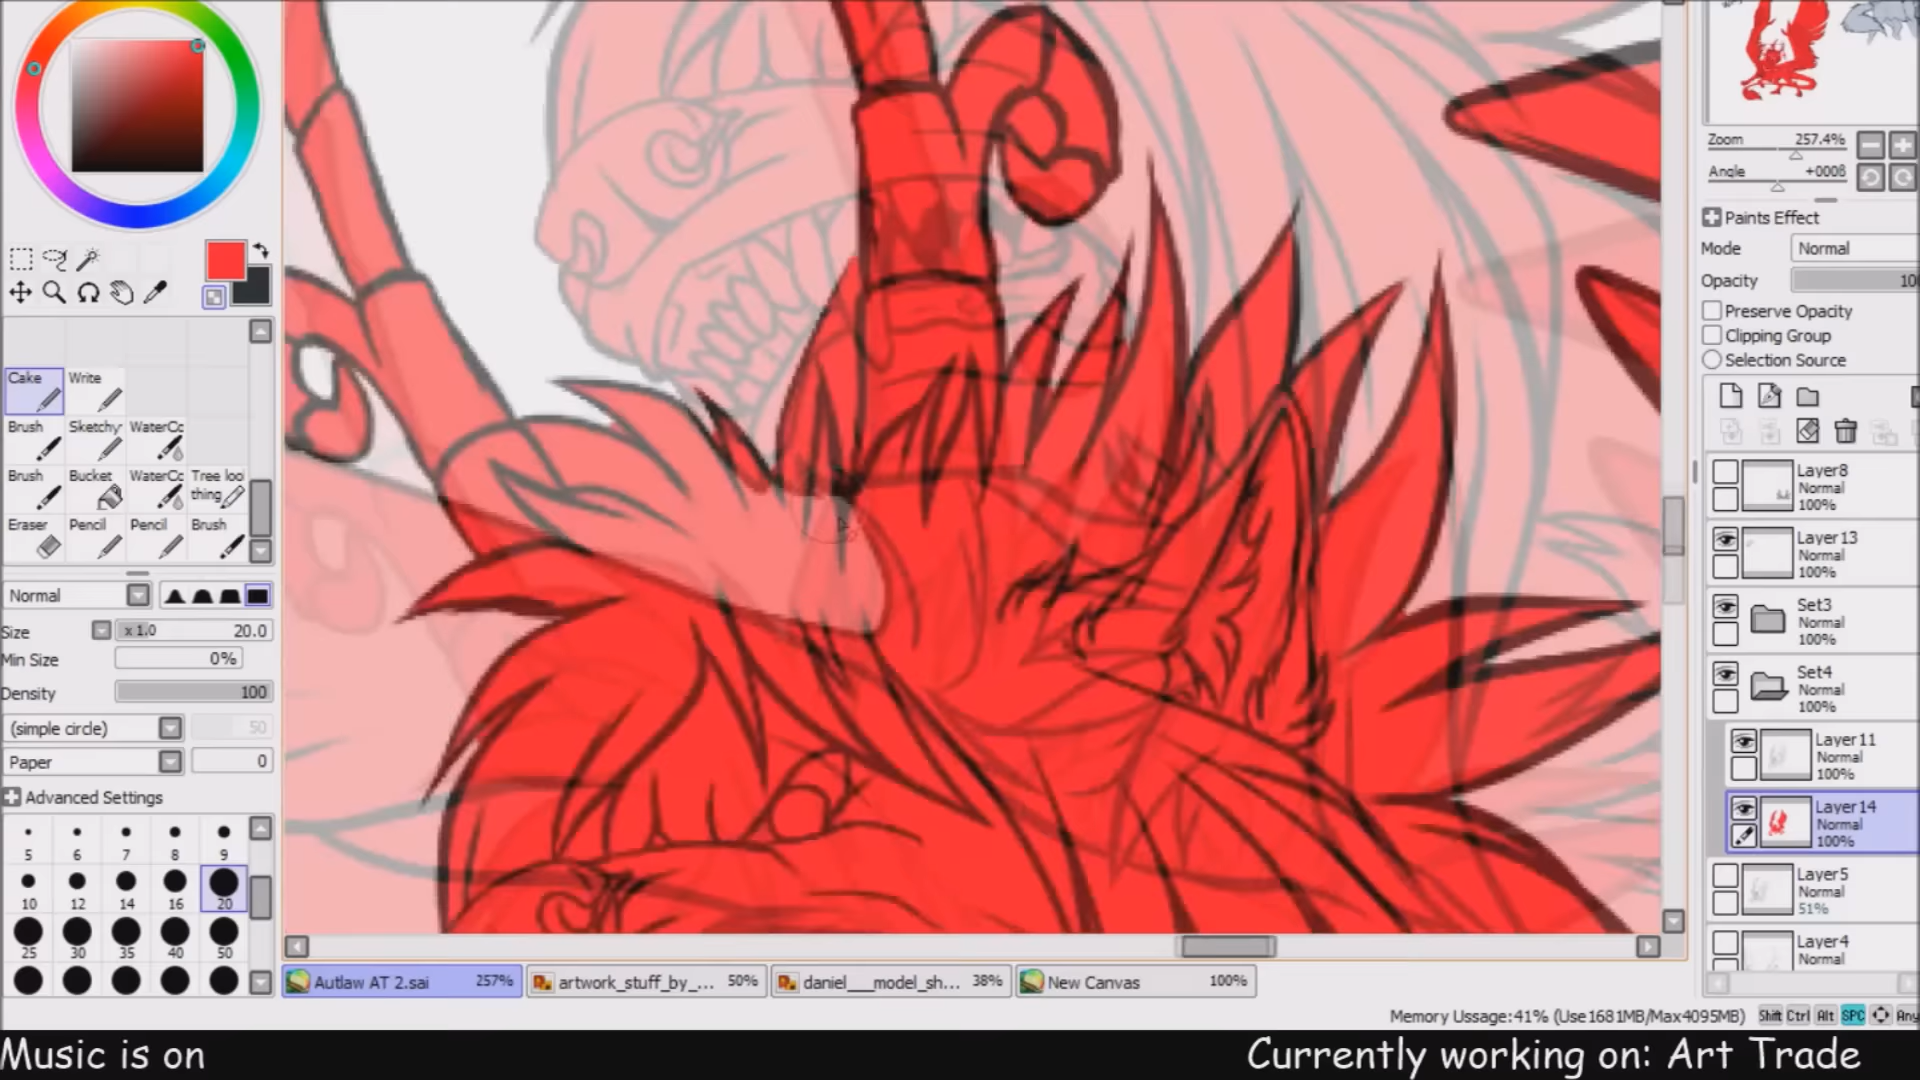 Zoom 257.4%
Angle +0008
Paints Effect
Mode Normal
Opacity
Preserve Opacity
Clipping Group
Selection Source
Cake Write
Brush Sketchy WaterCc
Brush Bucket WaterCc Tree loo
thing
Eraser Pencil Pencil Brush
Normal
Size x 1.0 20.0
Min Size 0%
Density 100
(simple circle) 50
Paper 0
Advanced Settings
5 6 7 8 9
10 12 14 16 20
25 30 35 40 50
Layer8
Normal
100%
Layer13
Normal
100%
Set3
Normal
100%
Set4
Normal
100%
Layer11
Normal
100%
Layer14
Normal
100%
Layer5
Normal
51%
Layer4
Normal
Autlaw AT 2.sai 257%
artwork_stuff_by_... 50%
daniel___model_sh... 38%
New Canvas 100%
Memory Ussage:41% (Use1681MB/Max4095MB) Shift Ctrl Alt SPC Any
Music is on
Currently working on: Art Trade